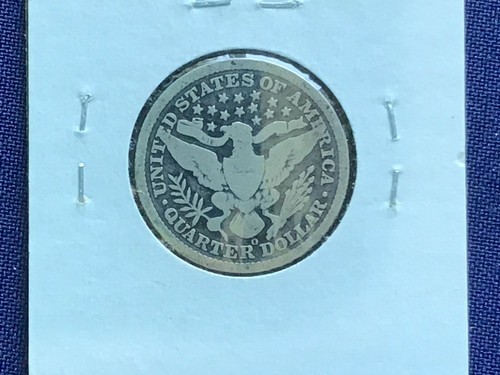 UNITED STATES OF AMERICA
O
· QUARTER DOLLAR ·